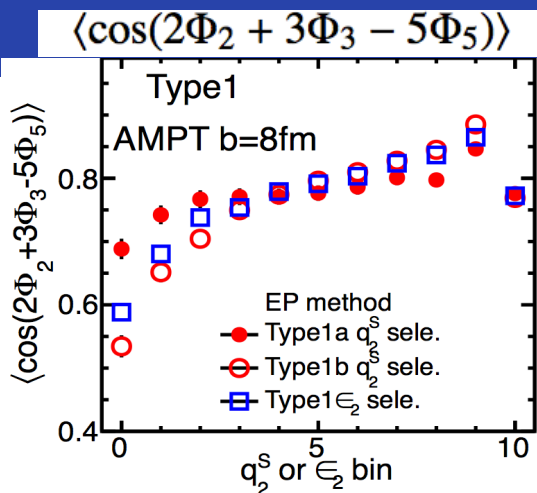 ⟨cos(2Φ₂ + 3Φ₃ − 5Φ₅)⟩
Type1
AMPT b=8fm
⟨cos(2Φ₂+3Φ₃-5Φ₅)⟩
0.8
0.6
0.4
EP method
Type1a q₂ˢ sele.
Type1b q₂ˢ sele.
Type1∈₂ sele.
0 5 10
q₂ˢ or ∈₂ bin